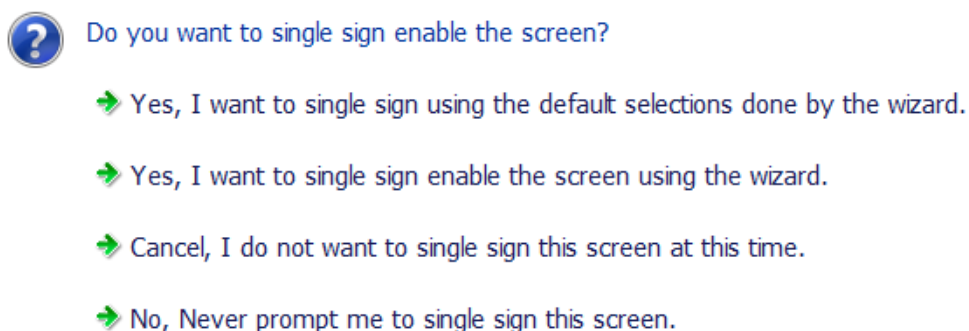 Do you want to single sign enable the screen?
Yes, I want to single sign using the default selections done by the wizard.
Yes, I want to single sign enable the screen using the wizard.
Cancel, I do not want to single sign this screen at this time.
No, Never prompt me to single sign this screen.